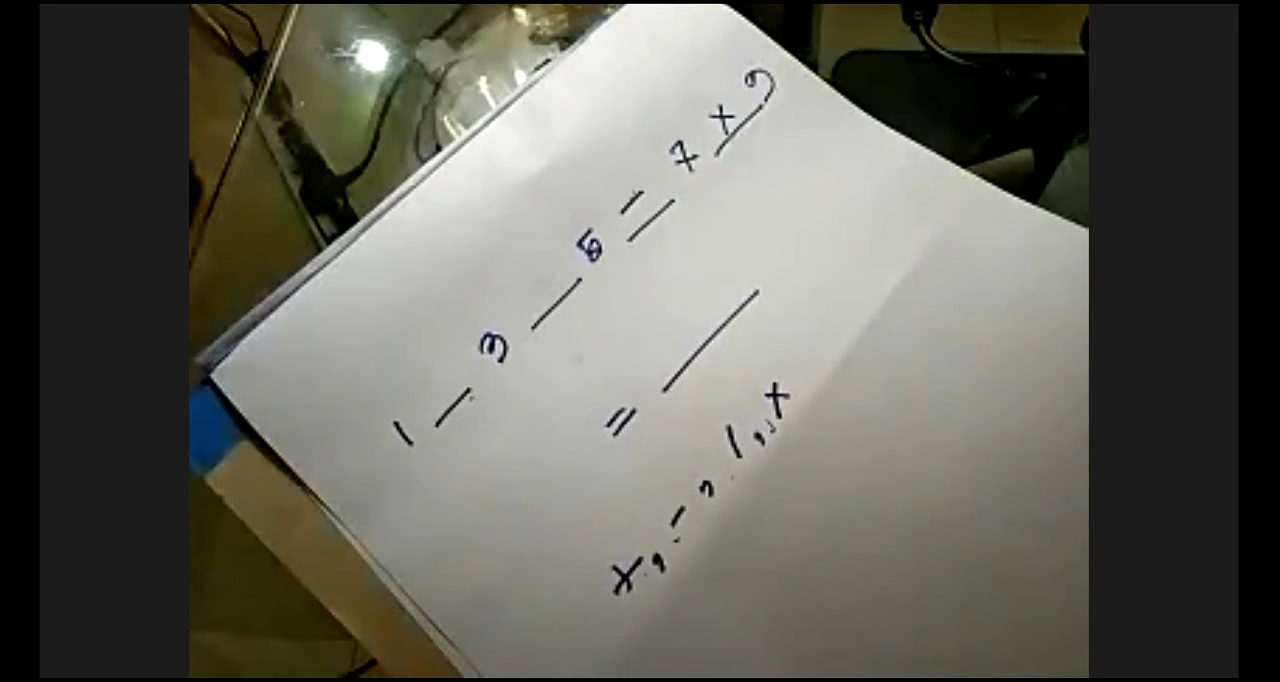 1 — 3 — 5 = 7 x 9
= —
x, -, /, x